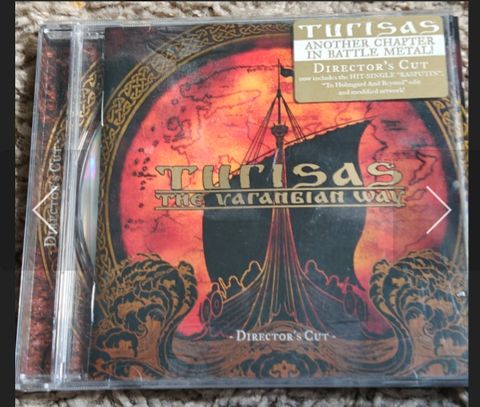 TURISAS
ANOTHER CHAPTER
IN BATTLE METAL!
DIRECTOR'S CUT
now includes the HIT-SINGLE "RASPUTIN",
"To Holmgard And Beyond" edit
and modified artwork!
TURISAS
THE VARANGIAN WAY
- DIRECTOR'S CUT -
- DIRECTOR'S CUT -